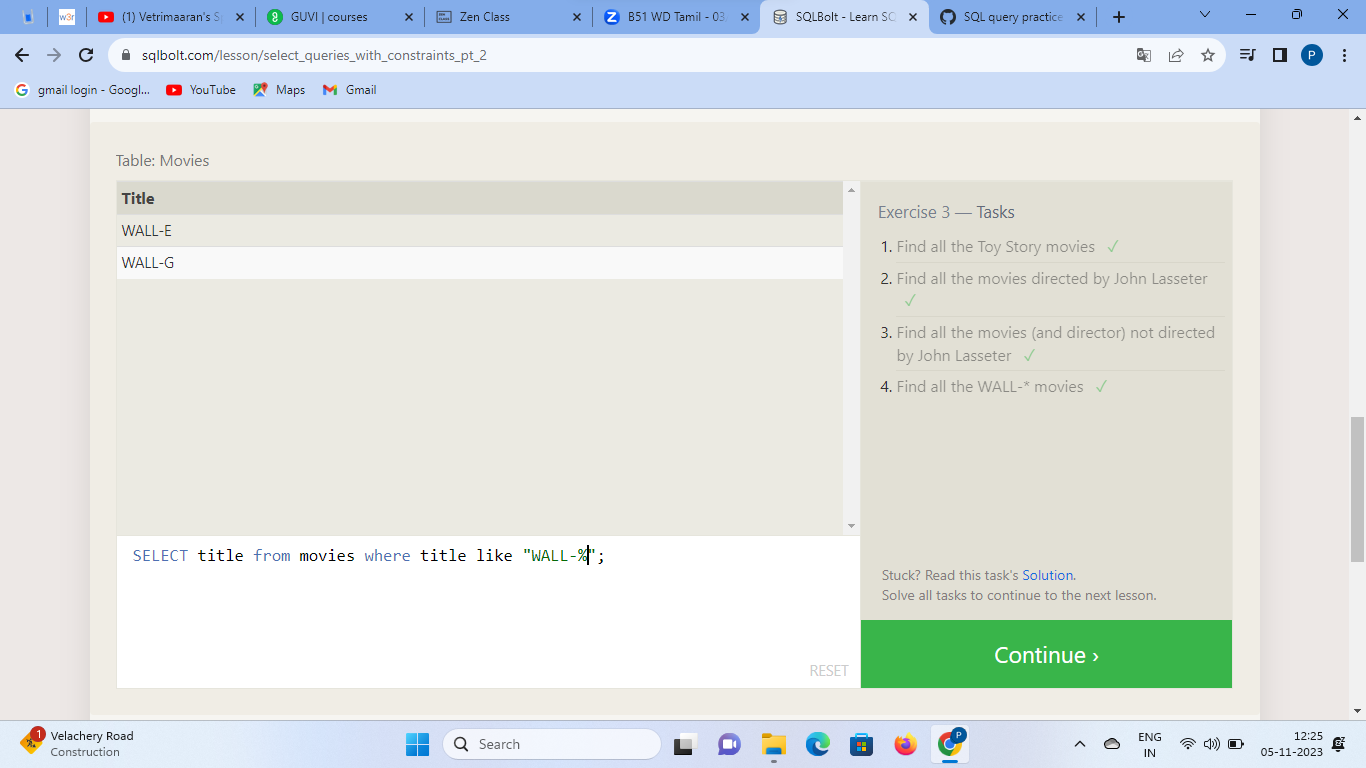 w3r
(1) Vetrimaaran's S
GUVI | courses
Zen Class
B51 WD Tamil - 03
SQLBolt - Learn SQ
SQL query practice
sqlbolt.com/lesson/select_queries_with_constraints_pt_2
P
gmail login - Googl...
YouTube
Maps
Gmail
Table: Movies
Title
WALL-E
WALL-G
SELECT title from movies where title like "WALL-%";
RESET
Exercise 3 — Tasks
1. Find all the Toy Story movies ✓
2. Find all the movies directed by John Lasseter
✓
3. Find all the movies (and director) not directed
by John Lasseter ✓
4. Find all the WALL-* movies ✓
Stuck? Read this task's Solution.
Solve all tasks to continue to the next lesson.
Continue ›
1
Velachery Road
Construction
Search
P
ENG
IN
12:25
05-11-2023